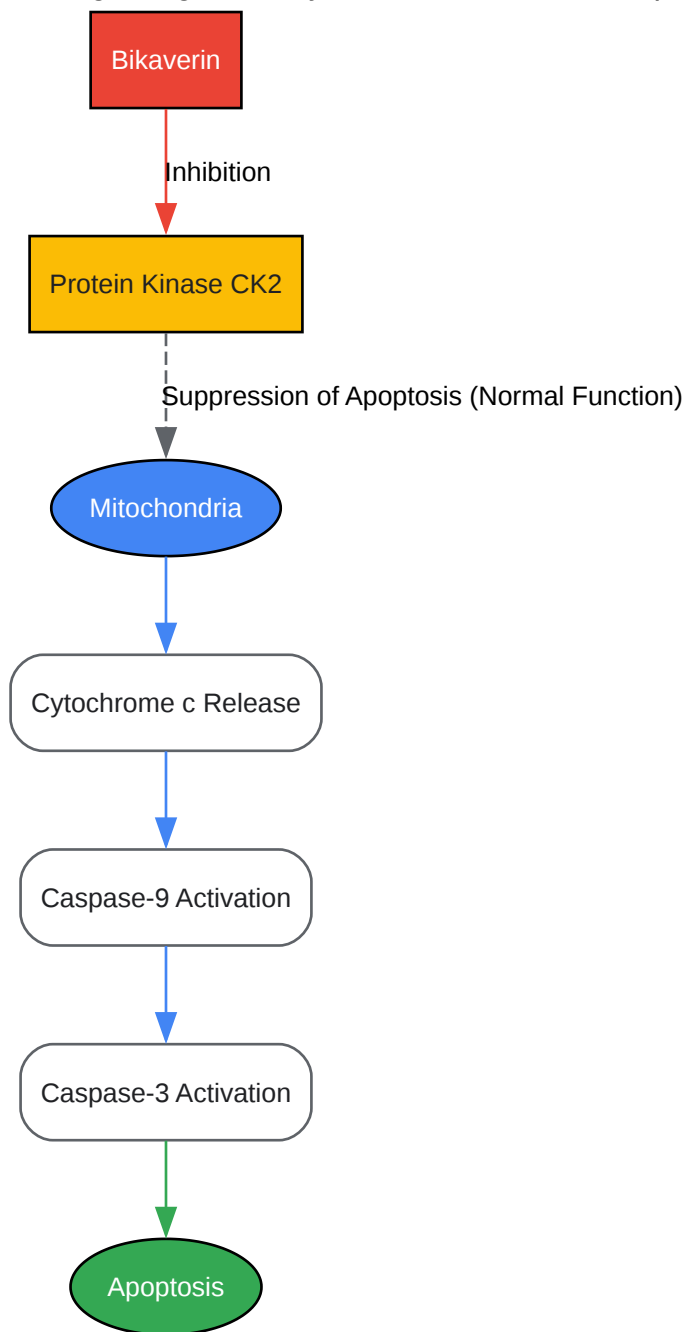 Bikaverin
Inhibition
Protein Kinase CK2
Suppression of Apoptosis (Normal Function)
Mitochondria
Cytochrome c Release
Caspase-9 Activation
Caspase-3 Activation
Apoptosis